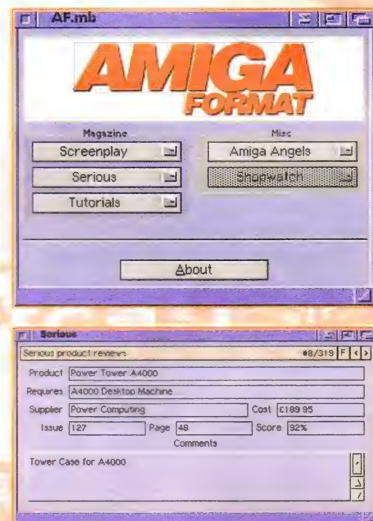 AF.mb
AMIGA
FORMAT
Magazine
Misc
Screenplay
Amiga Angels
Serious
Shopwatch
Tutorials
About
Serious
Serious product reviews #8/319 F < >
Product Power Tower A4000
Requires A4000 Desktop Machine
Supplier Power Computing Cost £189.95
Issue 127 Page 48 Score 92%
Comments
Tower Case for A4000